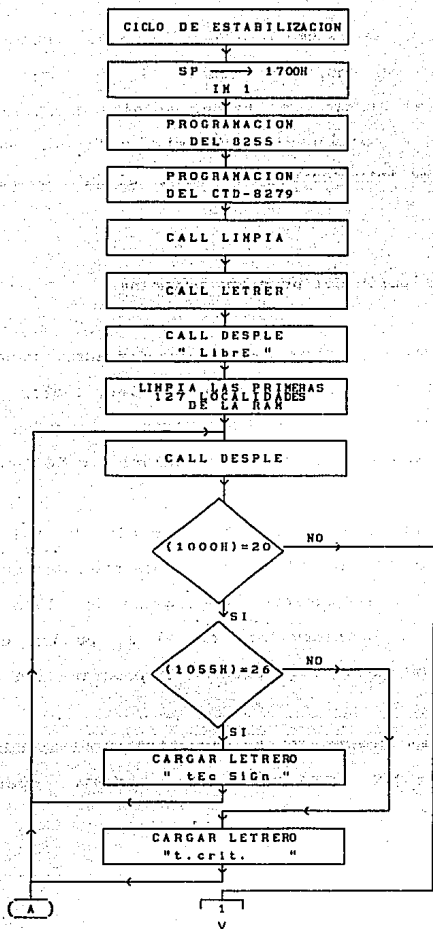 CICLO DE ESTABILIZACION
SP → 1700H
IM 1
PROGRAMACION
DEL 8255
PROGRAMACION
DEL CTD-8279
CALL LIMPIA
CALL LETRER
CALL DESPLE
" LibrE "
LIMPIA LAS PRIMERAS
127 LOCALIDADES
DE LA RAM
CALL DESPLE
(1000H)=20
NO
SI
(1055H)=26
NO
SI
CARGAR LETRERO
" tEc SiGn "
CARGAR LETRERO
"t.crit. "
A
1
V